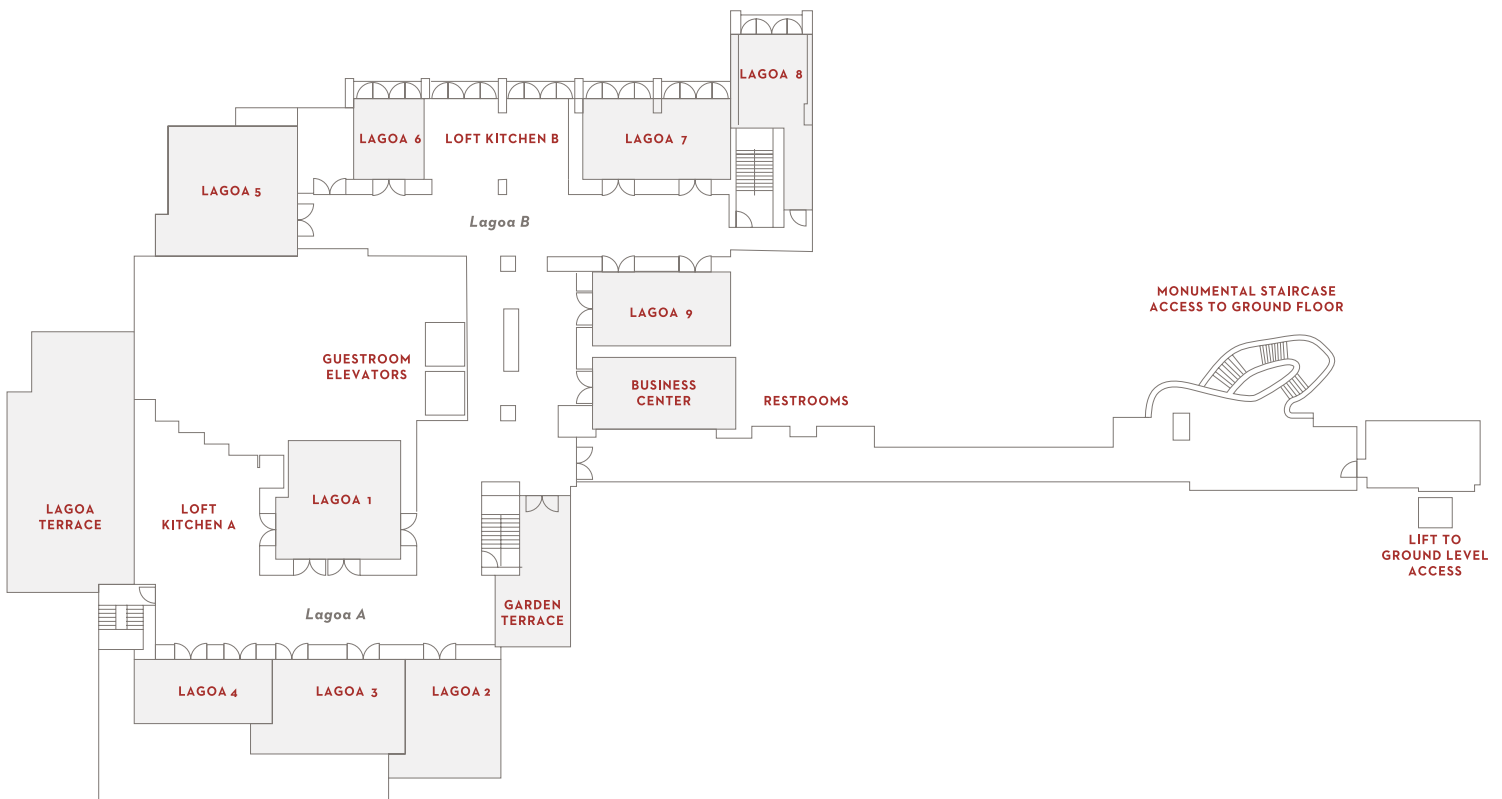 LAGOA 8
LAGOA 6
LOFT KITCHEN B
LAGOA 7
LAGOA 5
Lagoa B
MONUMENTAL STAIRCASE
ACCESS TO GROUND FLOOR
LAGOA 9
GUESTROOM
ELEVATORS
BUSINESS
CENTER
RESTROOMS
LAGOA
TERRACE
LOFT
KITCHEN A
LAGOA 1
LIFT TO
GROUND LEVEL
ACCESS
Lagoa A
GARDEN
TERRACE
LAGOA 4
LAGOA 3
LAGOA 2